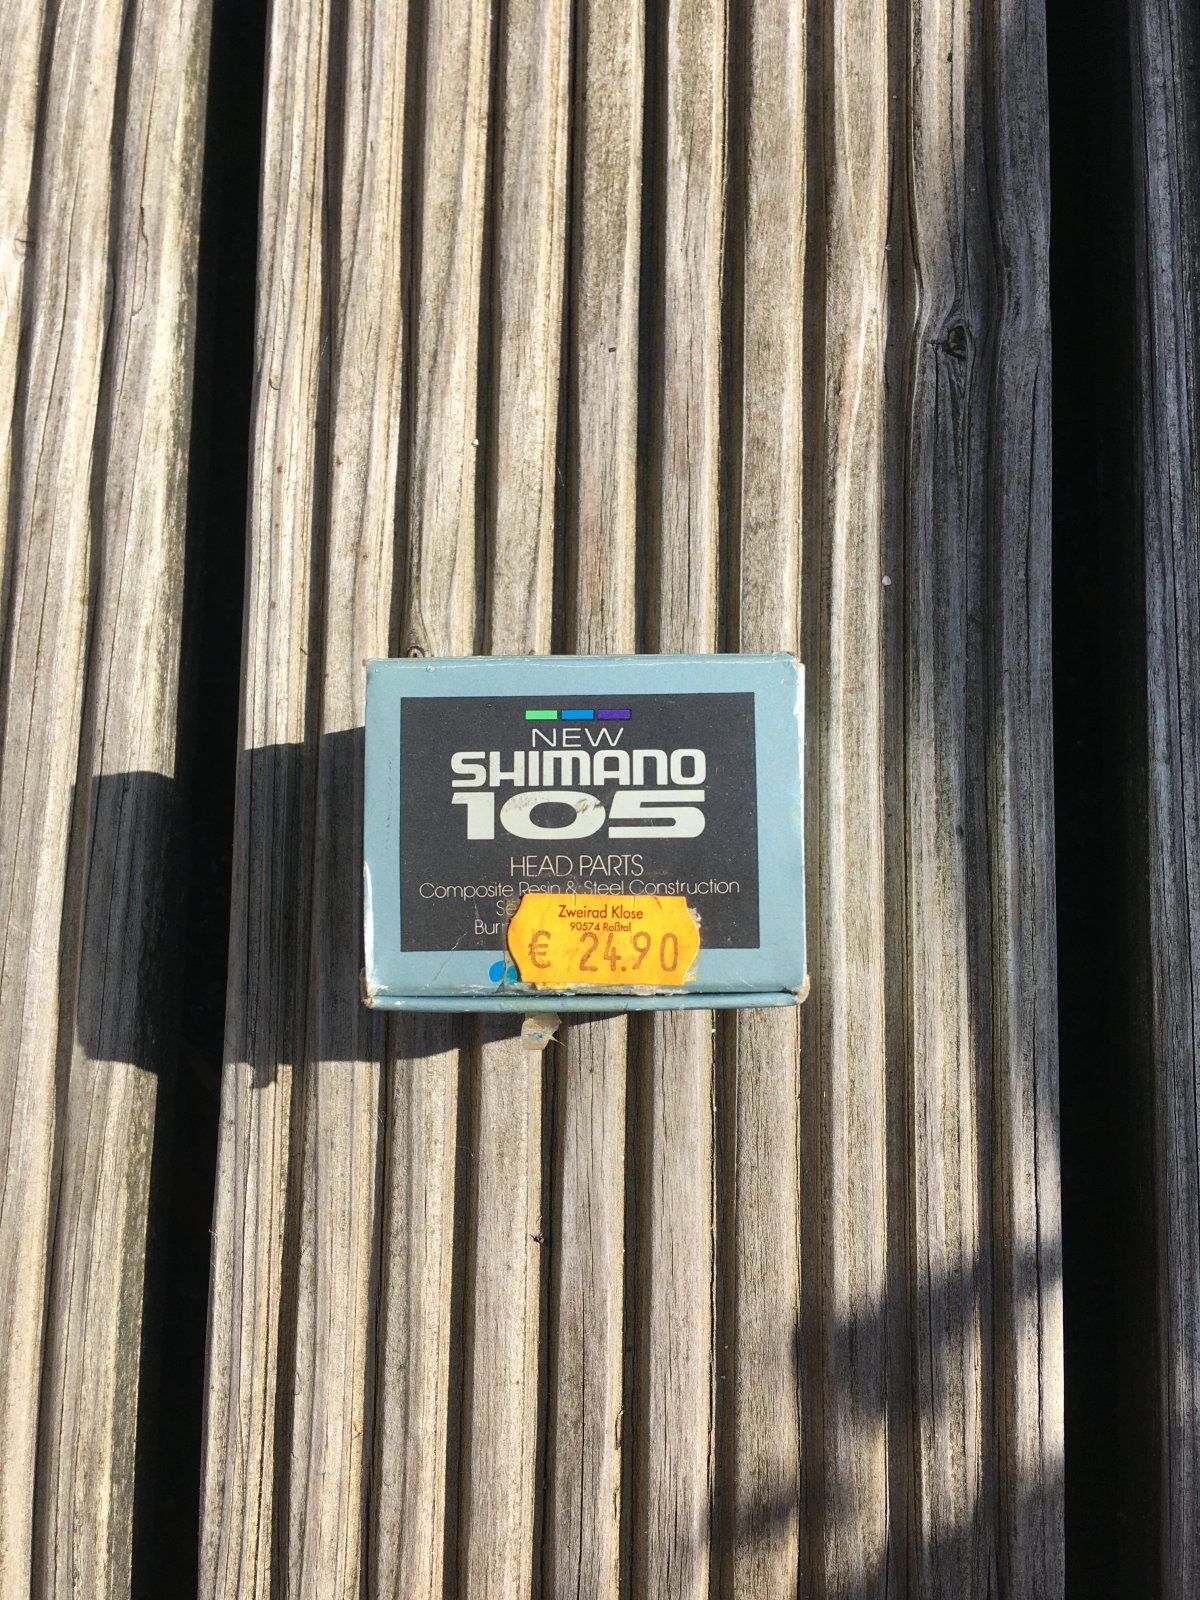 NEW
SHIMANO
105
HEAD PARTS
Composite Resin & Steel Construction
Zweirad Klose
90574 Roßtal
€ 24.90